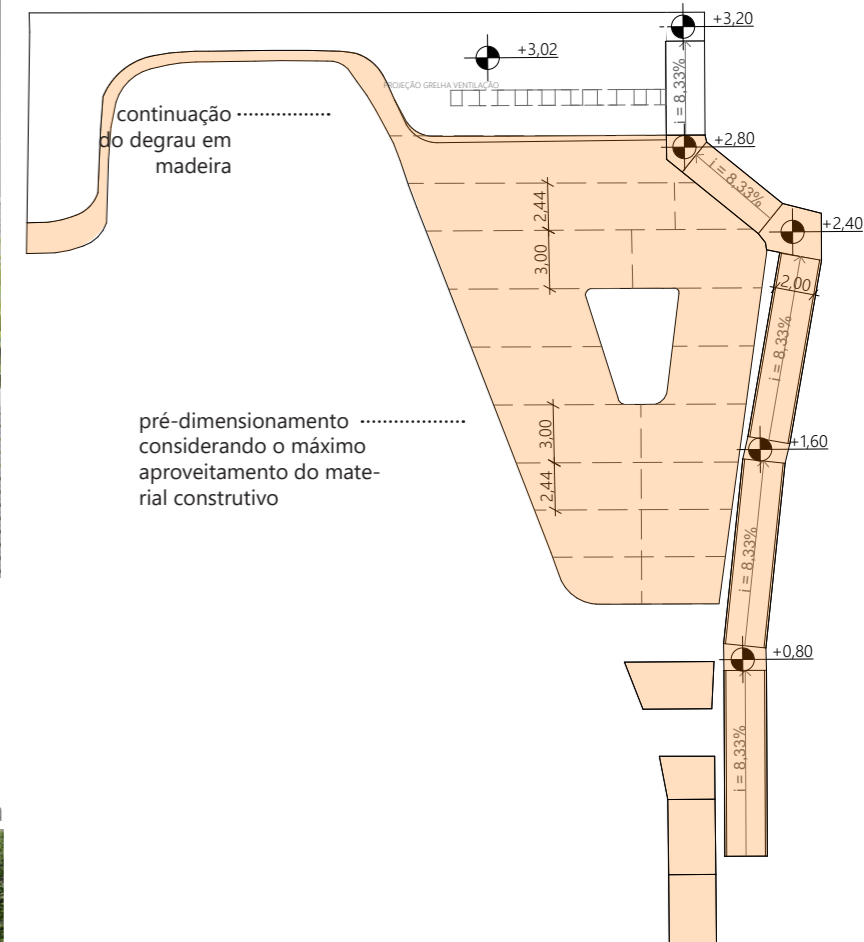 +3,20
+3,02
PROJEÇÃO GRELHA VENTILAÇÃO
i = 8,33%
continuação
do degrau em
madeira
+2,80
i = 8,33%
2,44
+2,40
3,00
2,00
i = 8,33%
pré-dimensionamento
considerando o máximo
aproveitamento do mate-
rial construtivo
3,00
+1,60
2,44
i = 8,33%
+0,80
i = 8,33%